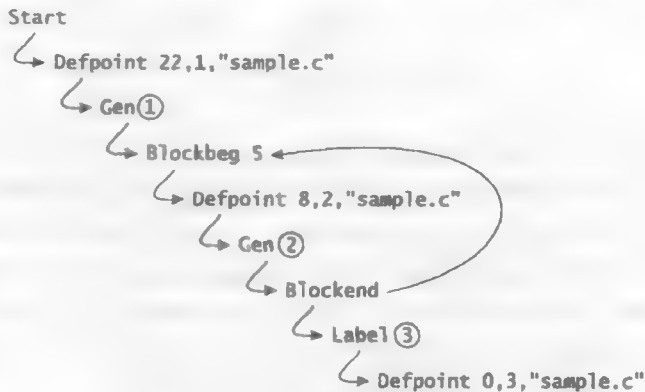 Start
Defpoint 22,1,"sample.c"
Gen①
Blockbeg 5
Defpoint 8,2,"sample.c"
Gen②
Blockend
Label③
Defpoint 0,3,"sample.c"